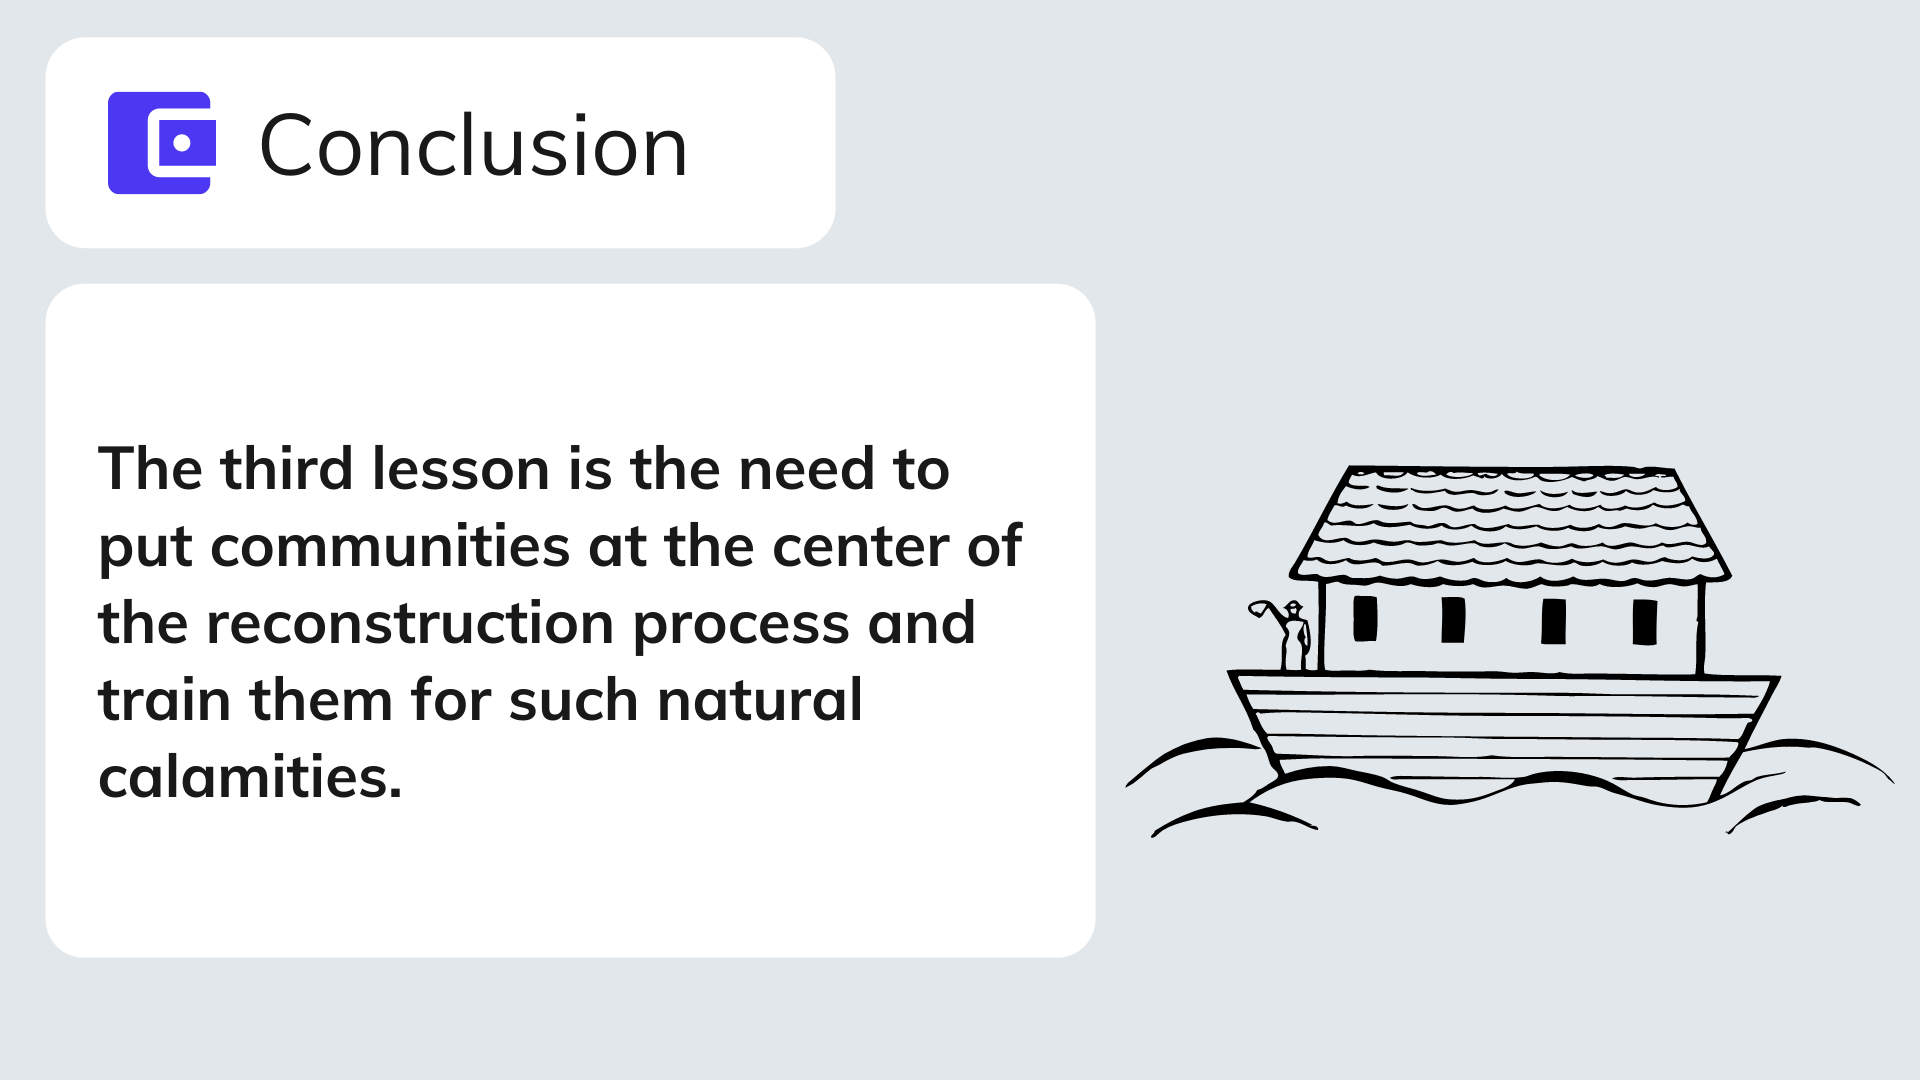 Conclusion
The third lesson is the need to
put communities at the center of
the reconstruction process and
train them for such natural
calamities.